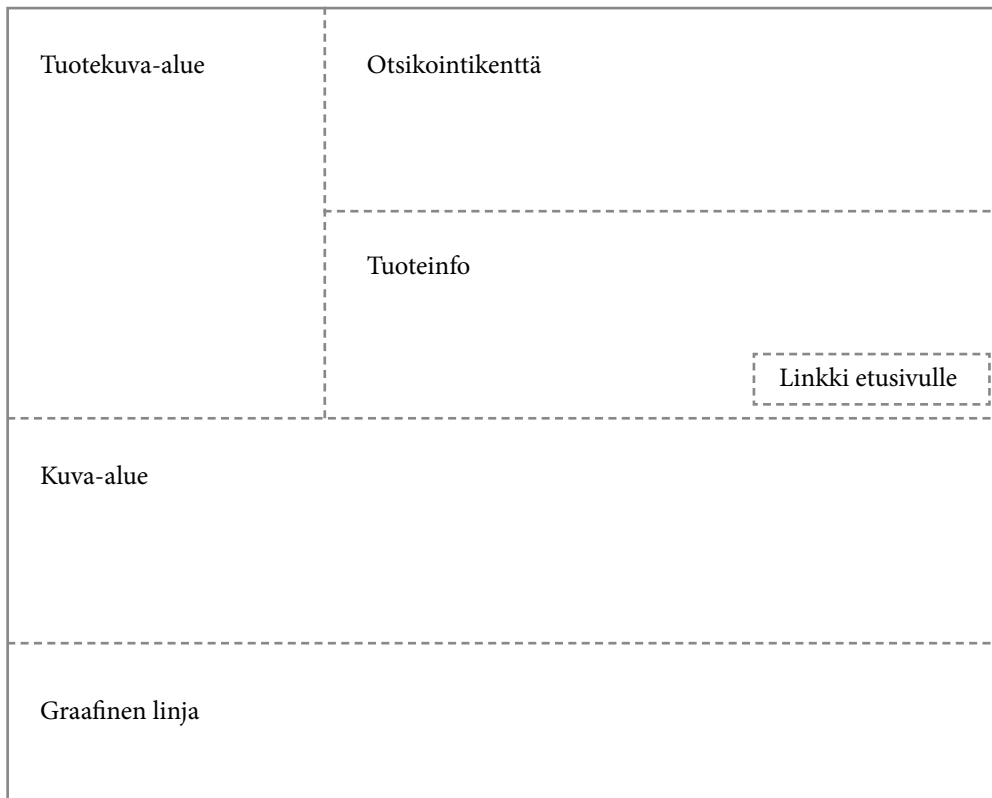 Tuotekuva-alue
Otsikointikenttä
Tuoteinfo
Linkki etusivulle
Kuva-alue
Graafinen linja